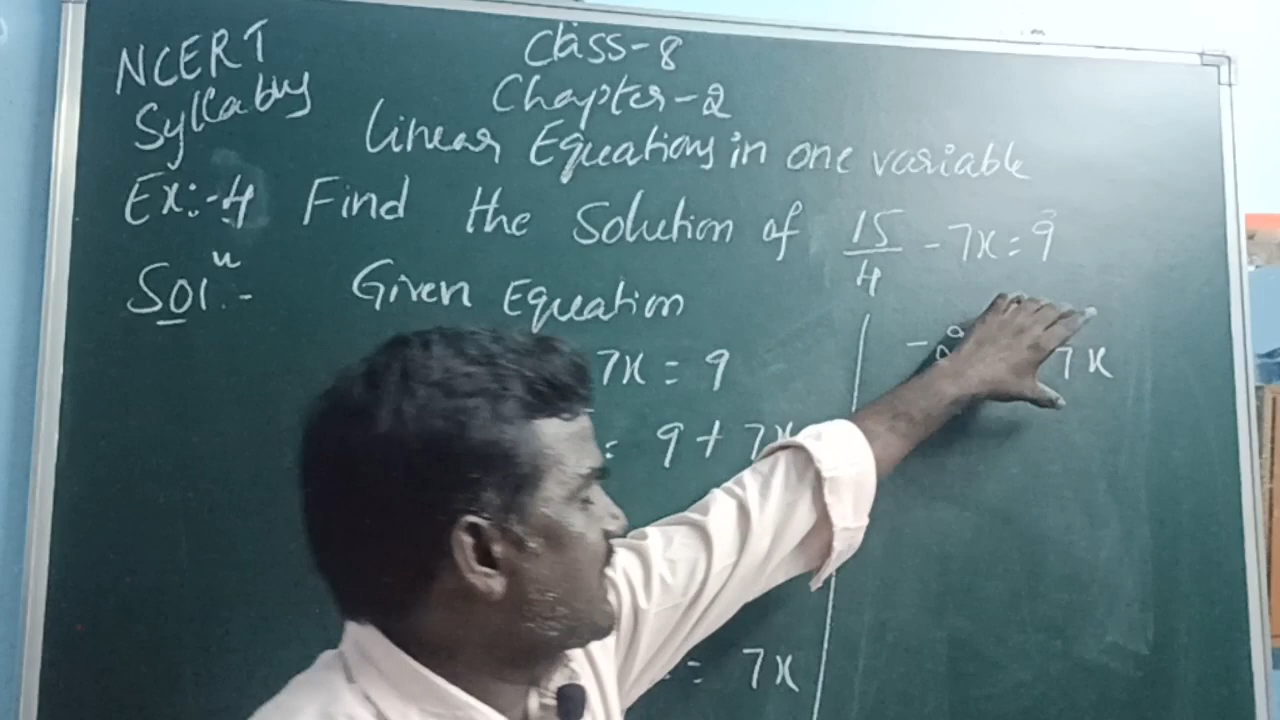 NCERT
Syllabus
Class-8
Chapter-2
Linear Equations in one variable
Ex:-4 Find the Solution of 15/4 - 7x = 9
Solⁿ:- Given Equation
7x = 9
= 9 + 7x
= 7x
- 7x